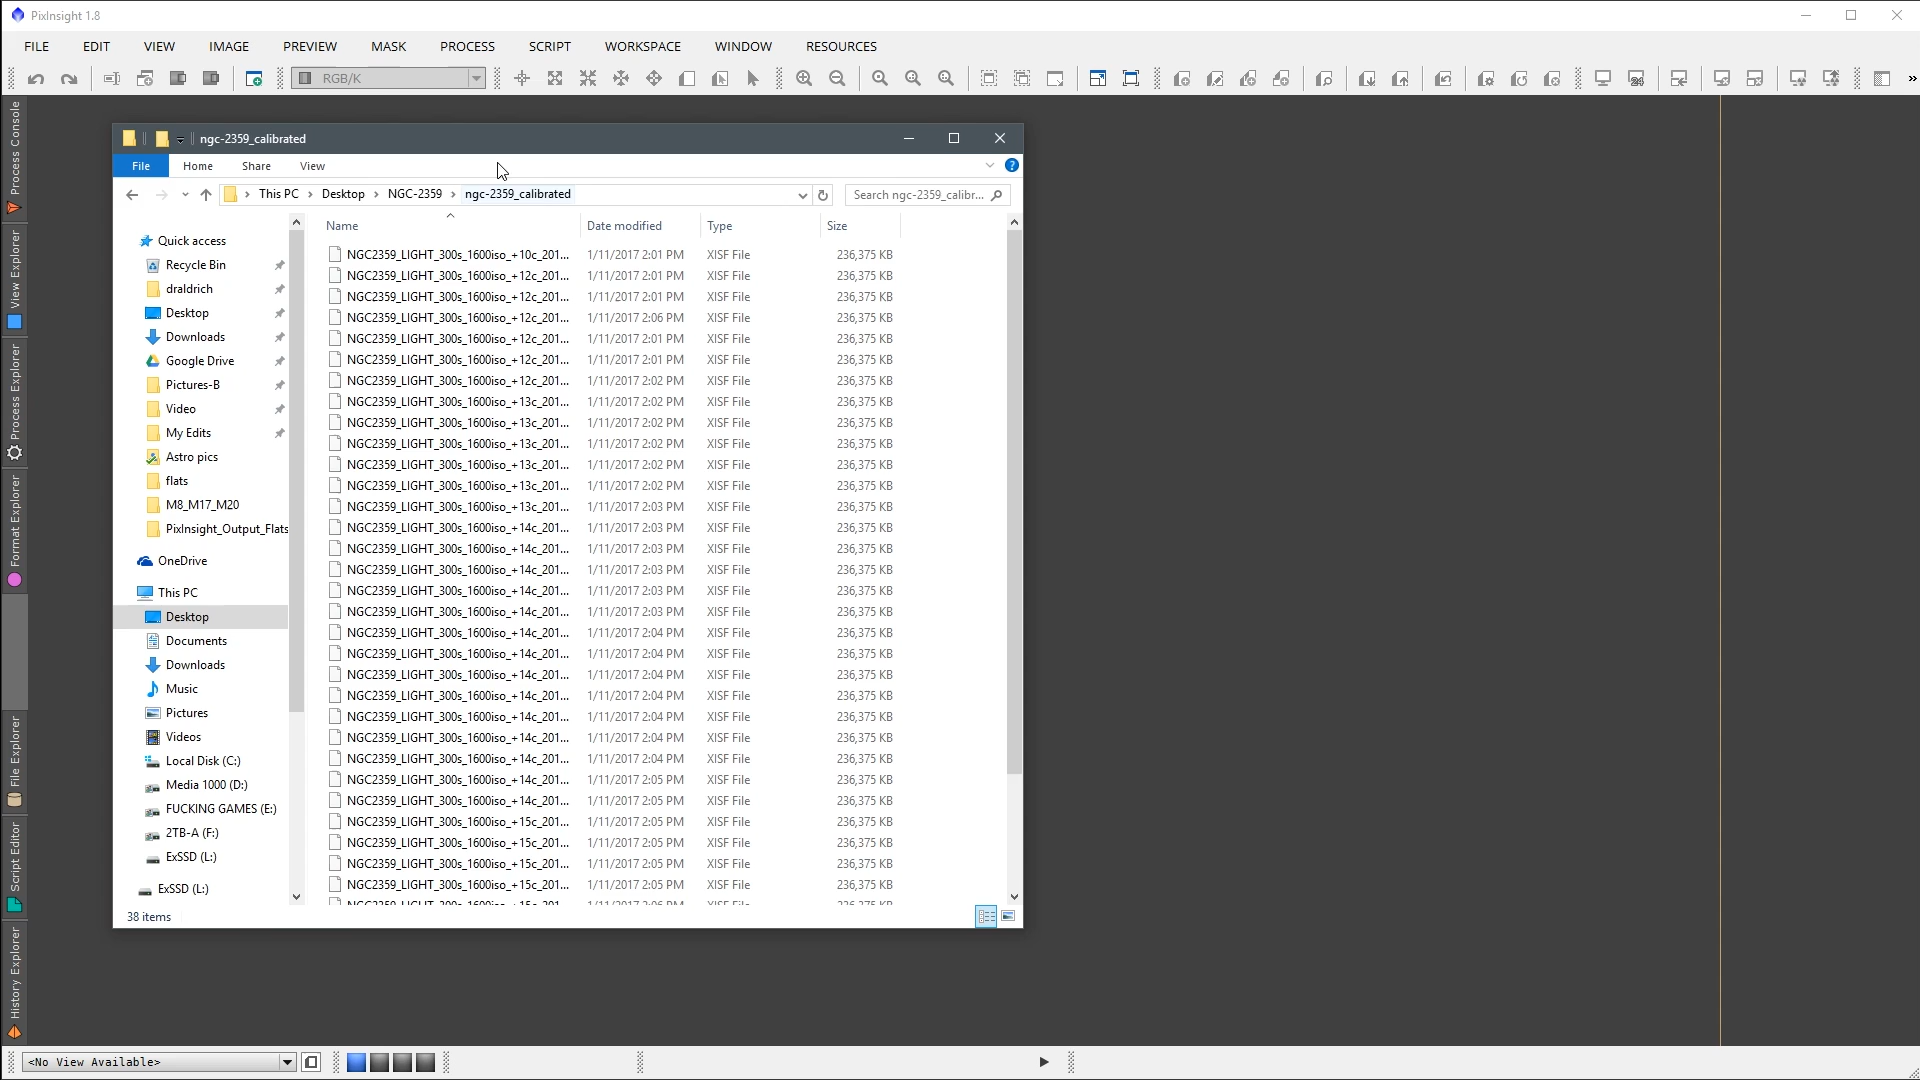 PixInsight 1.8
FILE EDIT VIEW IMAGE PREVIEW MASK PROCESS SCRIPT WORKSPACE WINDOW RESOURCES
RGB/K
24
»
Process Console
View Explorer
Process Explorer
Format Explorer
File Explorer
Script Editor
History Explorer
ngc-2359_calibrated
File Home Share View
This PC > Desktop > NGC-2359 > ngc-2359_calibrated
Search ngc-2359_calibr...
Quick access
Recycle Bin
draldrich
Desktop
Downloads
Google Drive
Pictures-B
Video
My Edits
Astro pics
flats
M8_M17_M20
PixInsight_Output_Flats
OneDrive
This PC
Desktop
Documents
Downloads
Music
Pictures
Videos
Local Disk (C:)
Media 1000 (D:)
FUCKING GAMES (E:)
2TB-A (F:)
ExSSD (L:)
ExSSD (L:)
Name Date modified Type Size
NGC2359_LIGHT_300s_1600iso_+10c_201... 1/11/2017 2:01 PM XISF File 236,375 KB
NGC2359_LIGHT_300s_1600iso_+12c_201... 1/11/2017 2:01 PM XISF File 236,375 KB
NGC2359_LIGHT_300s_1600iso_+12c_201... 1/11/2017 2:01 PM XISF File 236,375 KB
NGC2359_LIGHT_300s_1600iso_+12c_201... 1/11/2017 2:06 PM XISF File 236,375 KB
NGC2359_LIGHT_300s_1600iso_+12c_201... 1/11/2017 2:01 PM XISF File 236,375 KB
NGC2359_LIGHT_300s_1600iso_+12c_201... 1/11/2017 2:01 PM XISF File 236,375 KB
NGC2359_LIGHT_300s_1600iso_+12c_201... 1/11/2017 2:02 PM XISF File 236,375 KB
NGC2359_LIGHT_300s_1600iso_+13c_201... 1/11/2017 2:02 PM XISF File 236,375 KB
NGC2359_LIGHT_300s_1600iso_+13c_201... 1/11/2017 2:02 PM XISF File 236,375 KB
NGC2359_LIGHT_300s_1600iso_+13c_201... 1/11/2017 2:02 PM XISF File 236,375 KB
NGC2359_LIGHT_300s_1600iso_+13c_201... 1/11/2017 2:02 PM XISF File 236,375 KB
NGC2359_LIGHT_300s_1600iso_+13c_201... 1/11/2017 2:02 PM XISF File 236,375 KB
NGC2359_LIGHT_300s_1600iso_+13c_201... 1/11/2017 2:03 PM XISF File 236,375 KB
NGC2359_LIGHT_300s_1600iso_+14c_201... 1/11/2017 2:03 PM XISF File 236,375 KB
NGC2359_LIGHT_300s_1600iso_+14c_201... 1/11/2017 2:03 PM XISF File 236,375 KB
NGC2359_LIGHT_300s_1600iso_+14c_201... 1/11/2017 2:03 PM XISF File 236,375 KB
NGC2359_LIGHT_300s_1600iso_+14c_201... 1/11/2017 2:03 PM XISF File 236,375 KB
NGC2359_LIGHT_300s_1600iso_+14c_201... 1/11/2017 2:03 PM XISF File 236,375 KB
NGC2359_LIGHT_300s_1600iso_+14c_201... 1/11/2017 2:04 PM XISF File 236,375 KB
NGC2359_LIGHT_300s_1600iso_+14c_201... 1/11/2017 2:04 PM XISF File 236,375 KB
NGC2359_LIGHT_300s_1600iso_+14c_201... 1/11/2017 2:04 PM XISF File 236,375 KB
NGC2359_LIGHT_300s_1600iso_+14c_201... 1/11/2017 2:04 PM XISF File 236,375 KB
NGC2359_LIGHT_300s_1600iso_+14c_201... 1/11/2017 2:04 PM XISF File 236,375 KB
NGC2359_LIGHT_300s_1600iso_+14c_201... 1/11/2017 2:04 PM XISF File 236,375 KB
NGC2359_LIGHT_300s_1600iso_+14c_201... 1/11/2017 2:04 PM XISF File 236,375 KB
NGC2359_LIGHT_300s_1600iso_+14c_201... 1/11/2017 2:05 PM XISF File 236,375 KB
NGC2359_LIGHT_300s_1600iso_+14c_201... 1/11/2017 2:05 PM XISF File 236,375 KB
NGC2359_LIGHT_300s_1600iso_+15c_201... 1/11/2017 2:05 PM XISF File 236,375 KB
NGC2359_LIGHT_300s_1600iso_+15c_201... 1/11/2017 2:05 PM XISF File 236,375 KB
NGC2359_LIGHT_300s_1600iso_+15c_201... 1/11/2017 2:05 PM XISF File 236,375 KB
NGC2359_LIGHT_300s_1600iso_+15c_201... 1/11/2017 2:05 PM XISF File 236,375 KB
38 items
<No View Available>